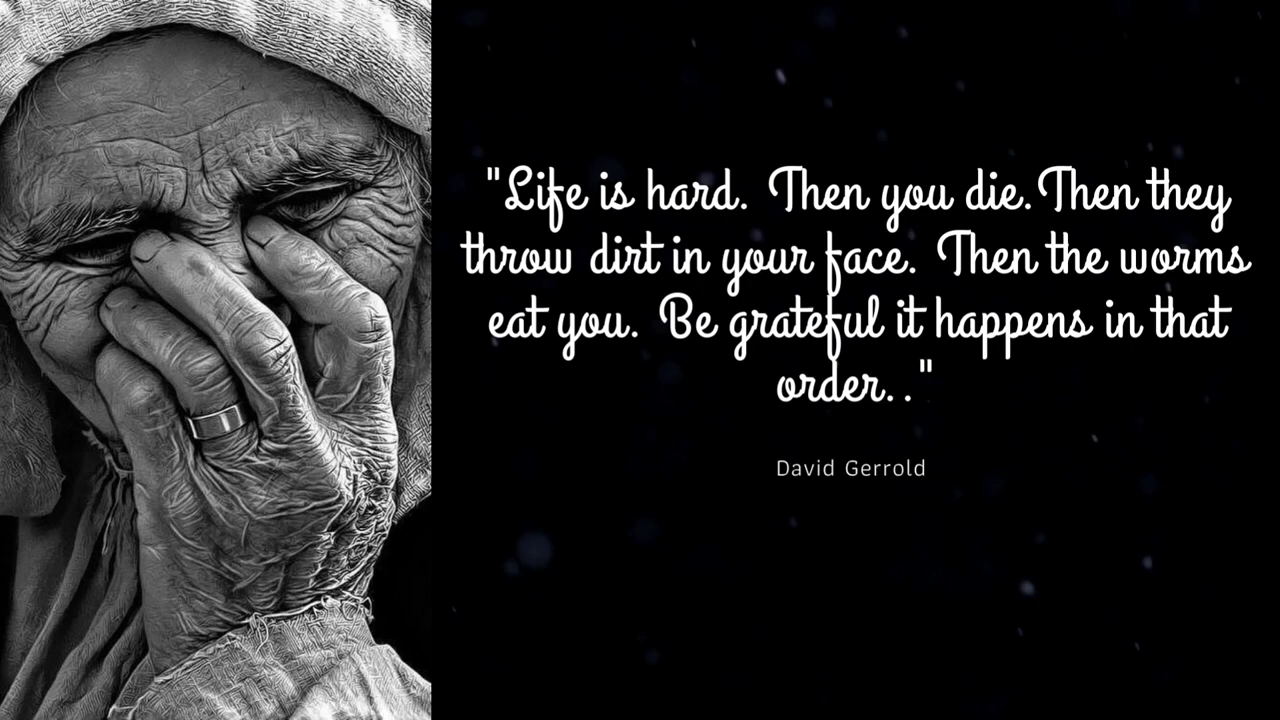 "Life is hard. Then you die. Then they
throw dirt in your face. Then the worms
eat you. Be grateful it happens in that
order.."
David Gerrold